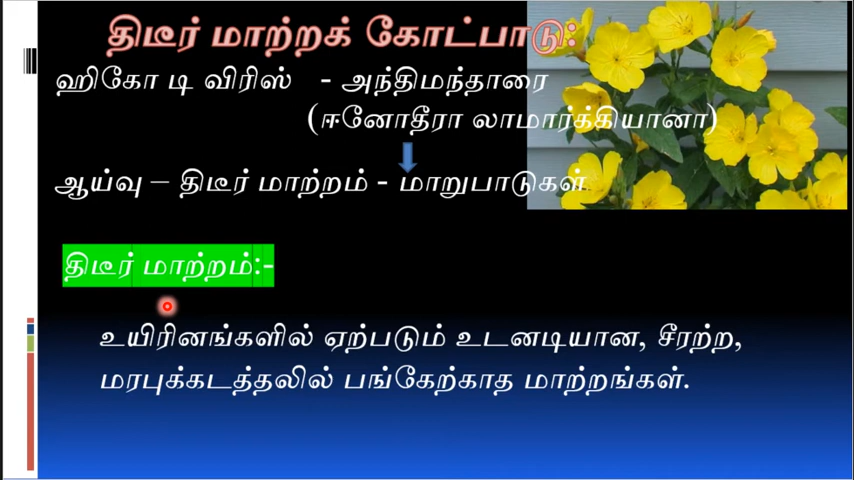 திடீர் மாற்றக் கோட்பாடு:
ஹிகோ டி விரிஸ் - அந்திமந்தாரை
(ஈனோதீரா லாமார்க்கியானா)
ஆய்வு – திடீர் மாற்றம் - மாறுபாடுகள்
திடீர் மாற்றம்:-
உயிரினங்களில் ஏற்படும் உடனடியான, சீரற்ற,
மரபுக்கடத்தலில் பங்கேற்காத மாற்றங்கள்.